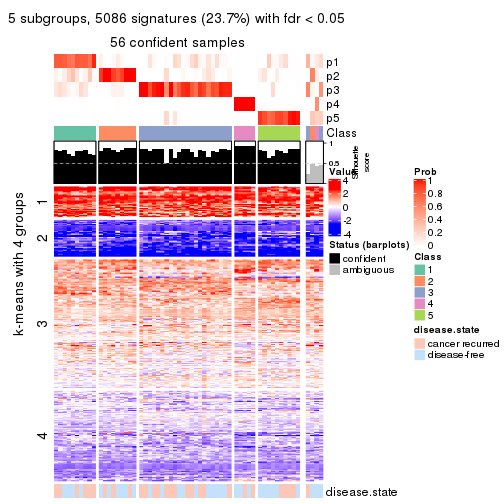 5 subgroups, 5086 signatures (23.7%) with fdr < 0.05
56 confident samples
p1
p2
p3
p4
p5
Class
1
0.5
0
Silhouette
score
k-means with 4 groups
1
2
3
4
disease.state
Value
4
2
0
-2
-4
Status (barplots)
confident
ambiguous
Prob
1
0.8
0.6
0.4
0.2
0
Class
1
2
3
4
5
disease.state
cancer recurred
disease-free